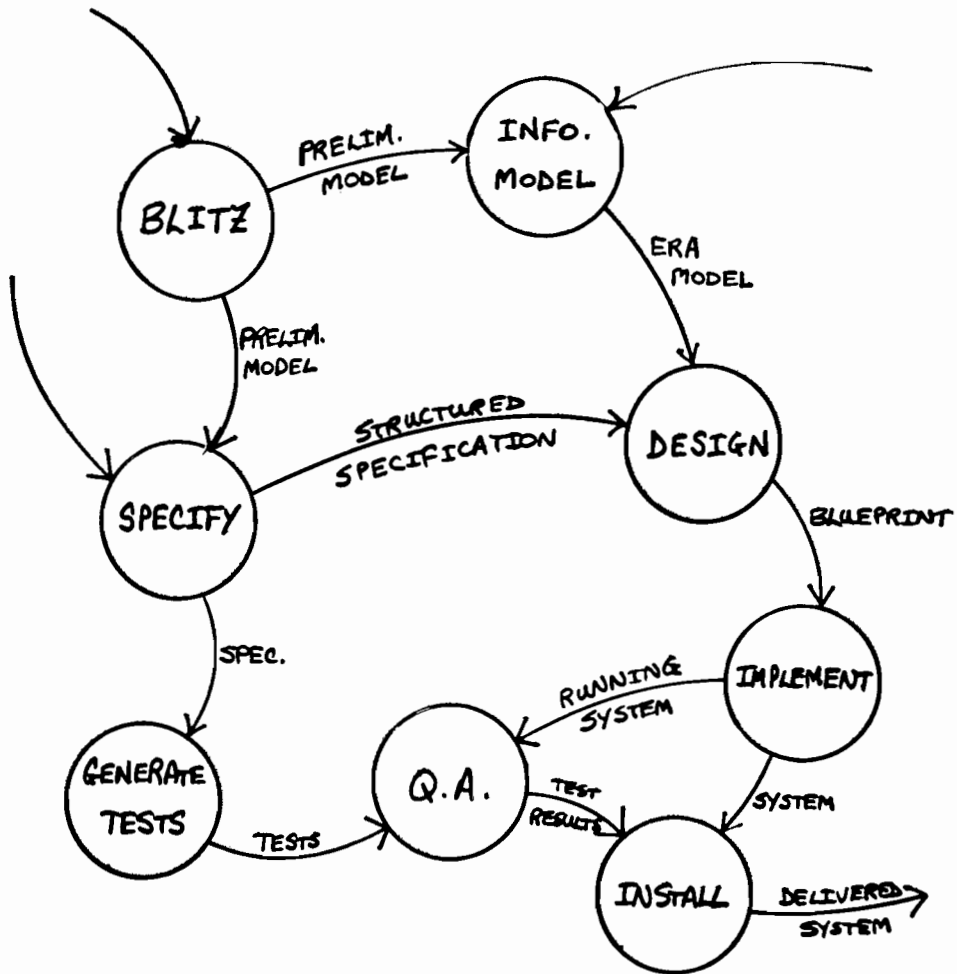 INFO.
MODEL
PRELIM.
MODEL
BLITZ
ERA
MODEL
PRELIM.
MODEL
STRUCTURED
SPECIFICATION
DESIGN
SPECIFY
BLUEPRINT
SPEC.
RUNNING
SYSTEM
IMPLEMENT
GENERATE
TESTS
Q.A.
TEST
RESULTS
SYSTEM
TESTS
INSTALL
DELIVERED
SYSTEM